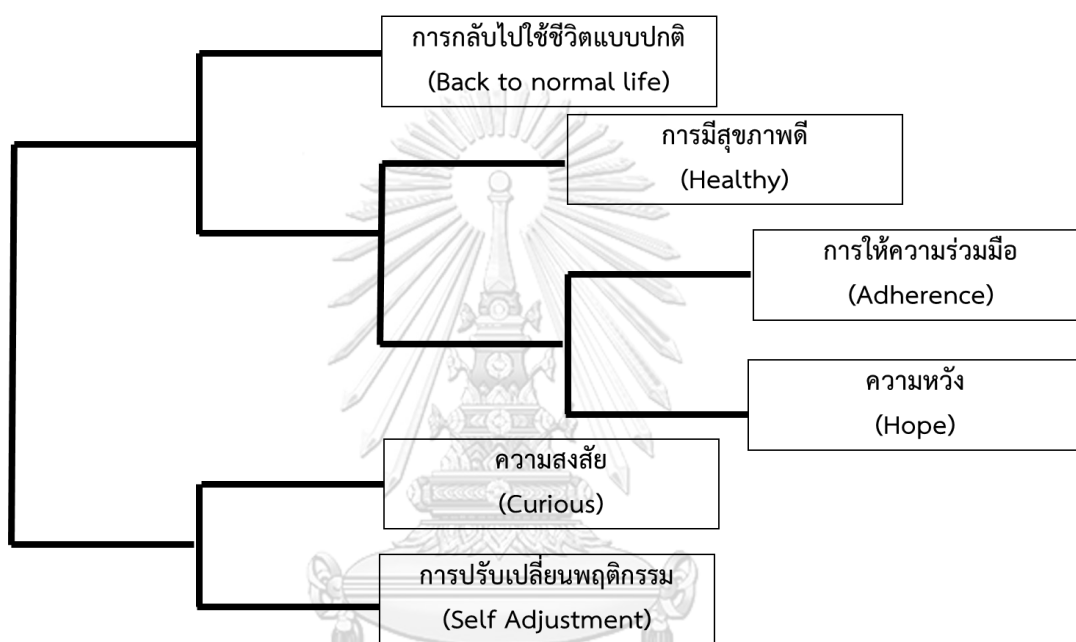 การกลับไปใช้ชีวิตแบบปกติ
(Back to normal life)
การมีสุขภาพดี
(Healthy)
การให้ความร่วมมือ
(Adherence)
ความหวัง
(Hope)
ความสงสัย
(Curious)
การปรับเปลี่ยนพฤติกรรม
(Self Adjustment)